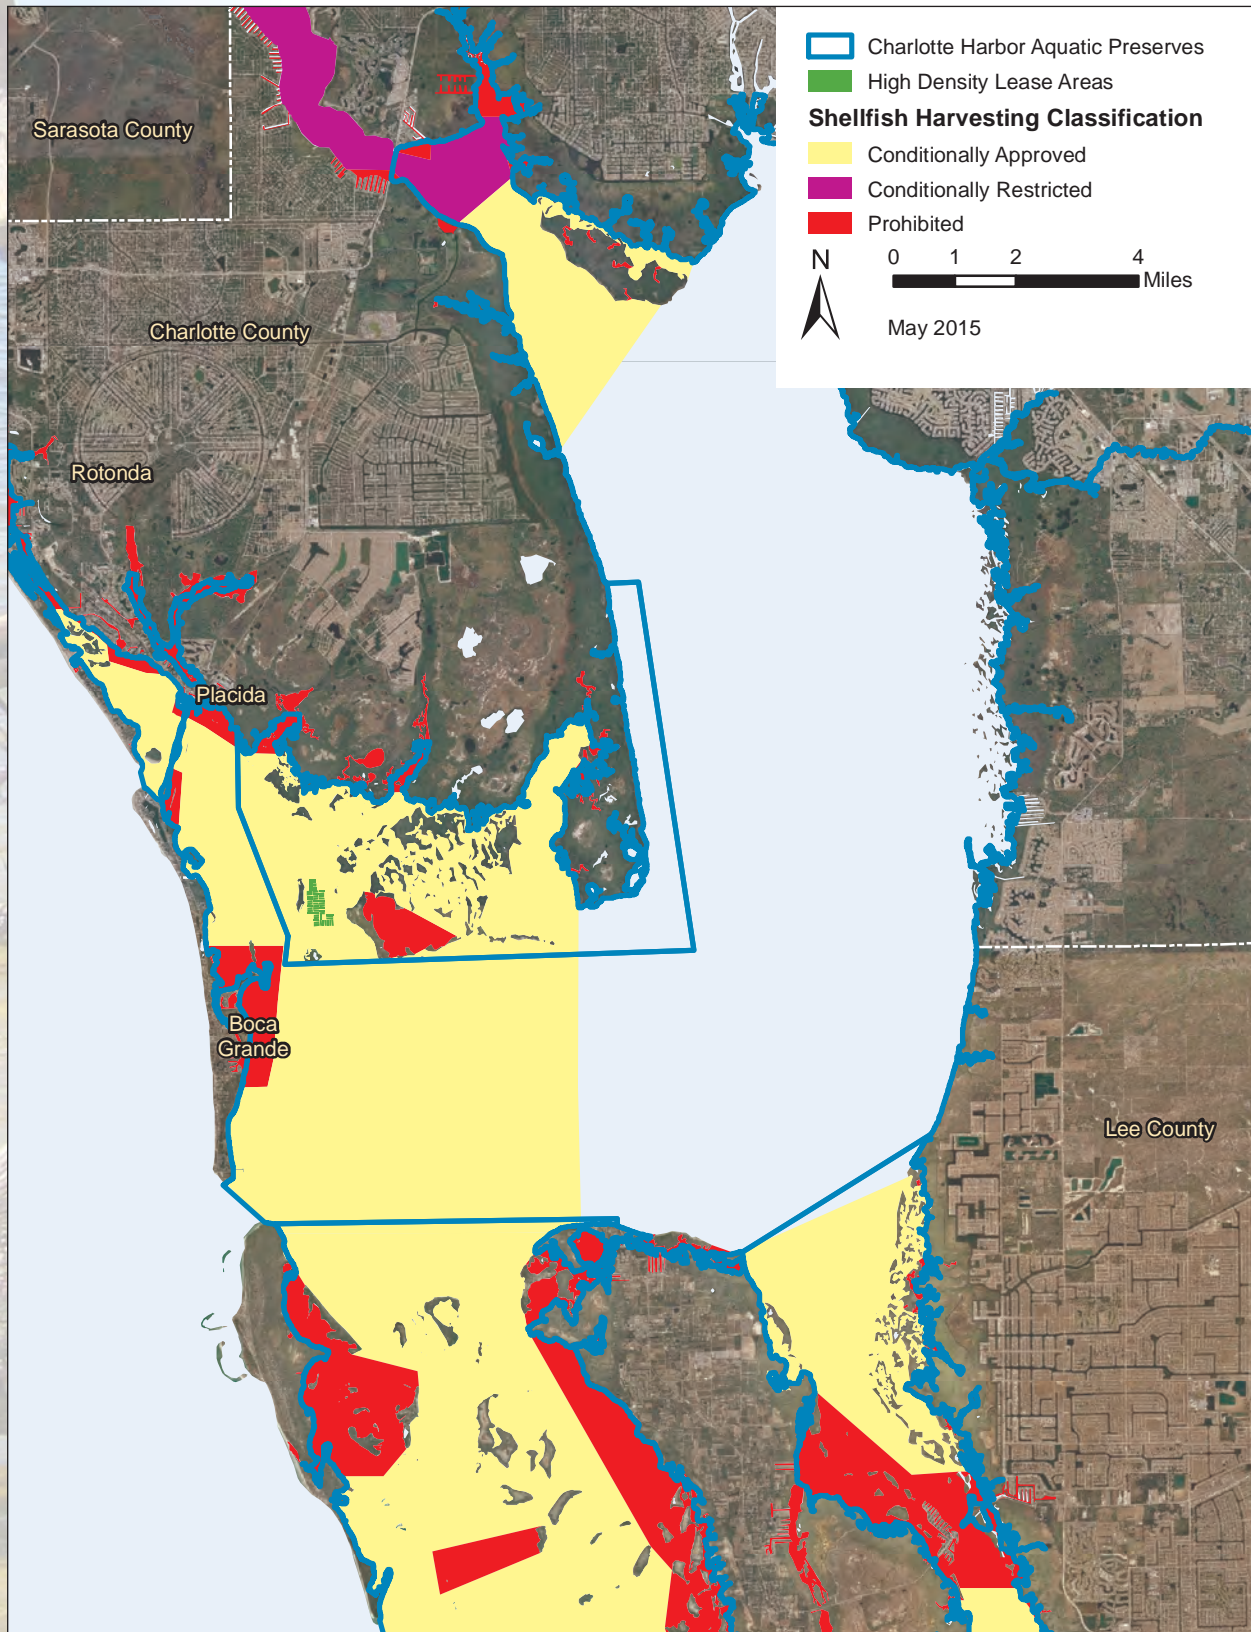 Charlotte Harbor Aquatic Preserves
High Density Lease Areas
Shellfish Harvesting Classification
Conditionally Approved
Conditionally Restricted
Prohibited
N
0 1 2 4
Miles
May 2015
Sarasota County
Charlotte County
Rotonda
Placida
Boca
Grande
Lee County